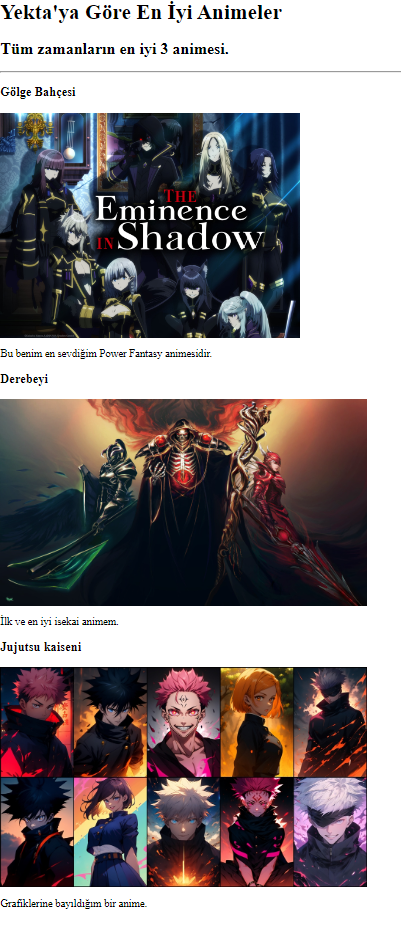 Yekta'ya Göre En İyi Animeler
Tüm zamanların en iyi 3 animesi.
Gölge Bahçesi
THE
Eminence
IN Shadow
Bu benim en sevdiğim Power Fantasy animesidir.
Derebeyi
İlk ve en iyi isekai animem.
Jujutsu kaiseni
Grafiklerine bayıldığım bir anime.